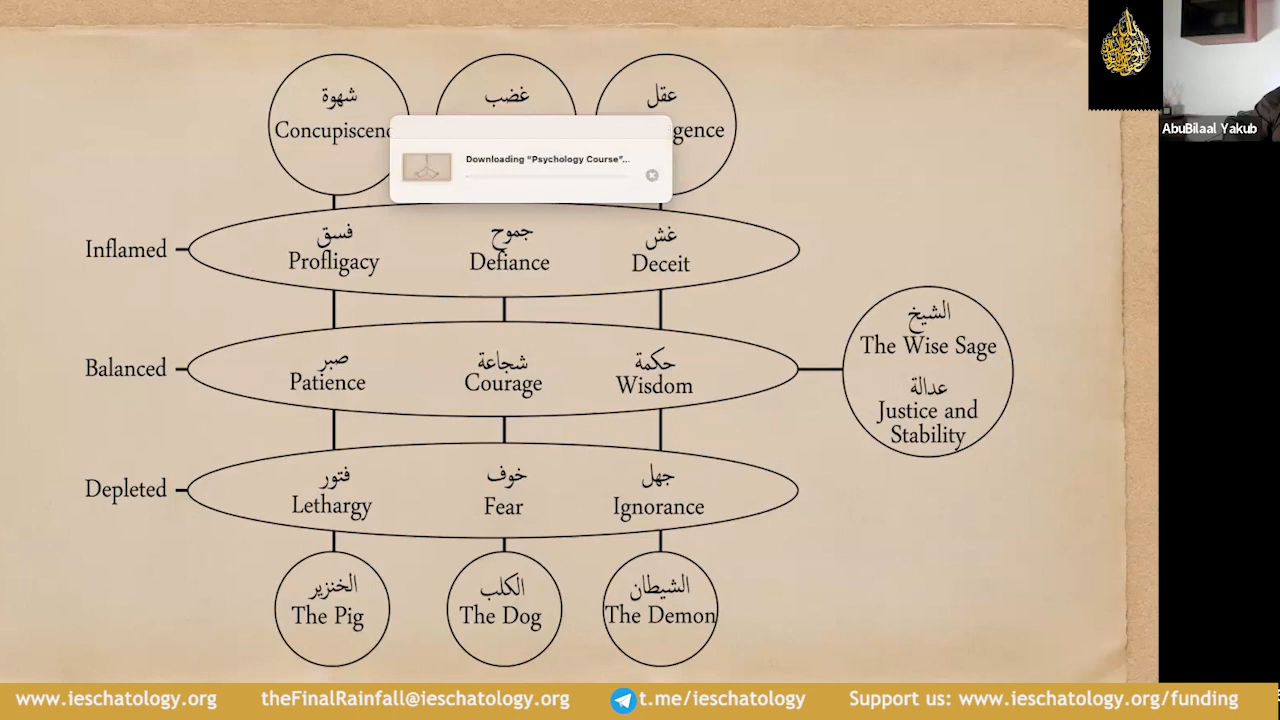 شهوة
Concupiscenc
غضب
عقل
gence
Downloading “Psychology Course”...
AbuBilaal Yakub
Inflamed
فسق
Profligacy
جموح
Defiance
غش
Deceit
Balanced
صبر
Patience
شجاعة
Courage
حكمة
Wisdom
الشيخ
The Wise Sage
عدالة
Justice and
Stability
Depleted
فتور
Lethargy
خوف
Fear
جهل
Ignorance
الخنزير
The Pig
الكلب
The Dog
الشيطان
The Demon
www.ieschatology.org
theFinalRainfall@ieschatology.org
t.me/ieschatology
Support us: www.ieschatology.org/funding